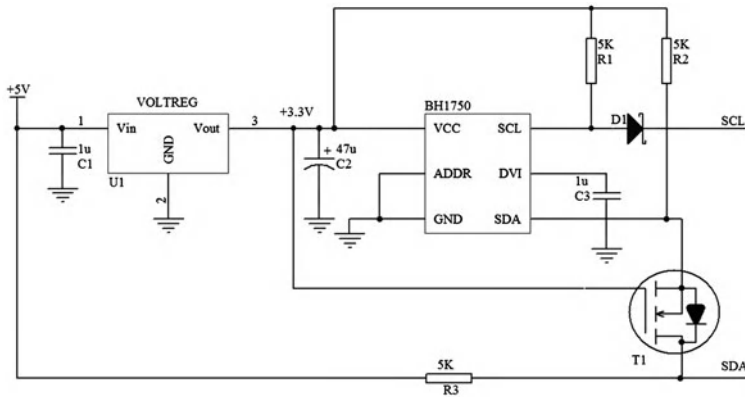 5K
R1
5K
R2
+5V
VOLTREG
+3.3V
BH1750
1
Vin
Vout
3
GND
VCC
SCL
D1
SCL
1u
C1
+
47u
C2
ADDR
DVI
1u
C3
U1
2
GND
SDA
T1
5K
R3
SDA